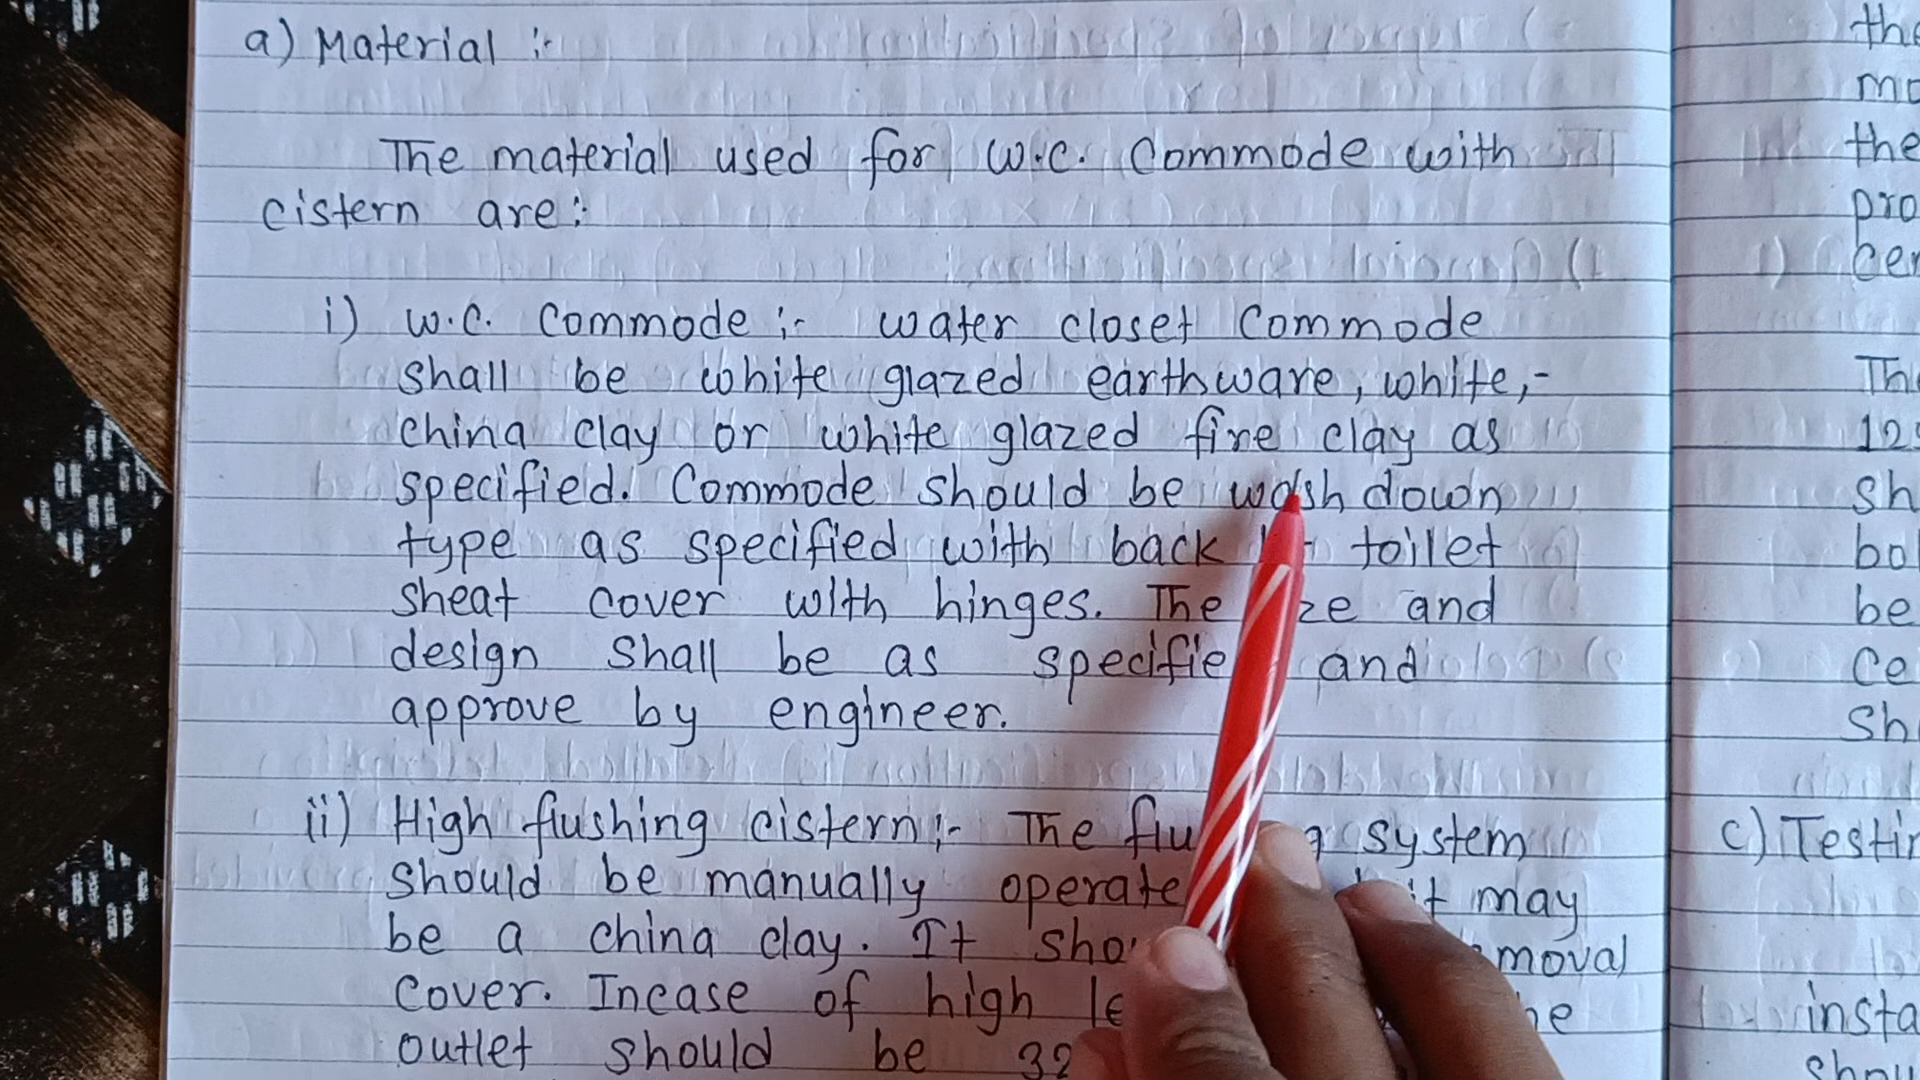 a) Material :-
The material used for W.C. Commode with
cistern are :-
i) W.C. Commode :- water closet Commode
shall be white glazed earthware, white,-
china clay or white glazed fire clay as
specified. Commode should be wash down
type as specified with back toilet
sheat cover with hinges. The and
design shall be as and
approve by engineer.
ii) High flushing cistern :- The system
should be manually it may
be a china clay. It
cover. Incase of high
outlet should be
the
the
12
be
c)